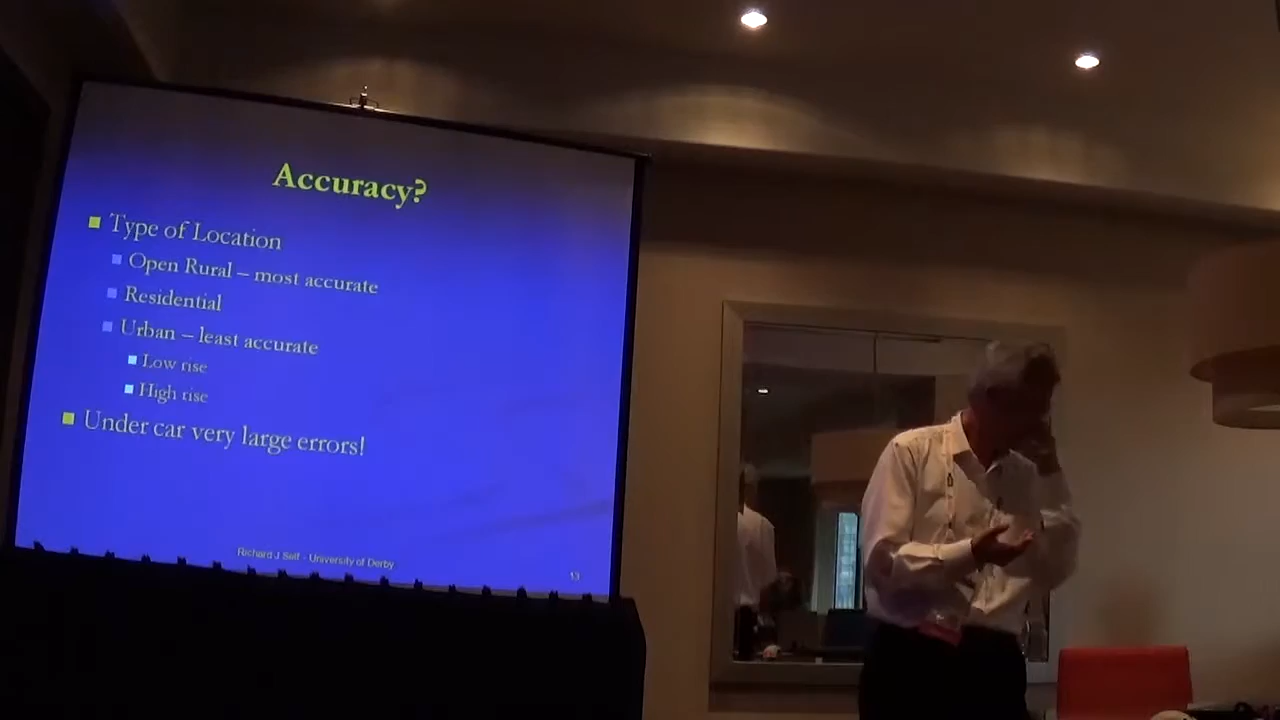 Accuracy?
Type of Location
Open Rural – most accurate
Residential
Urban – least accurate
Low rise
High rise
Under car very large errors!
Richard J Self - University of Derby
13